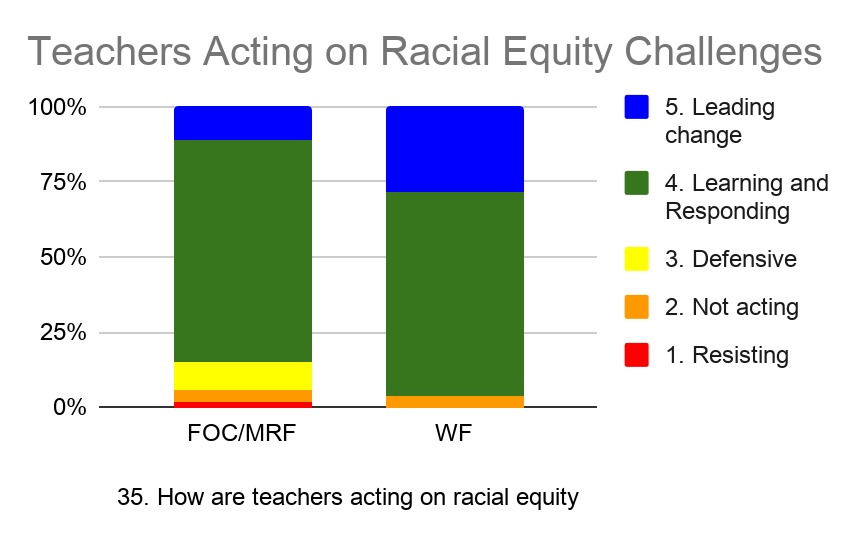 Teachers Acting on Racial Equity Challenges
100%
75%
50%
25%
0%
FOC/MRF
WF
35. How are teachers acting on racial equity
5. Leading
change
4. Learning and
Responding
3. Defensive
2. Not acting
1. Resisting